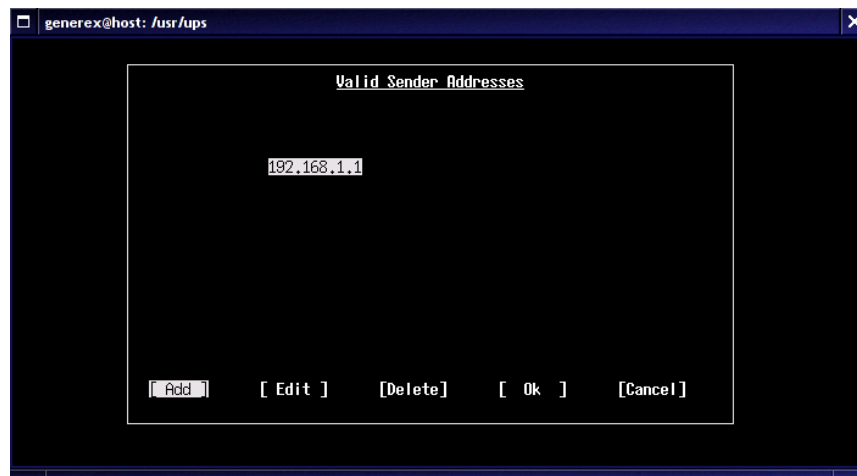 generex@host: /usr/ups
Valid Sender Addresses
192.168.1.1
[ Add ] [ Edit ] [Delete] [ Ok ] [Cancel]